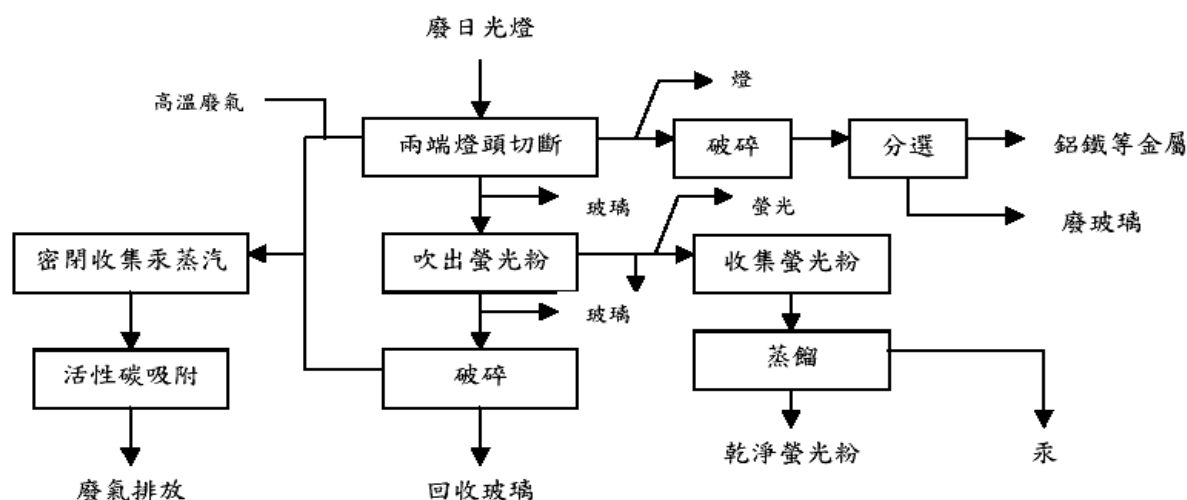 廢日光燈
燈
高溫廢氣
兩端燈頭切斷
破碎
分選
鋁鐵等金屬
玻璃
螢光
廢玻璃
密閉收集汞蒸汽
吹出螢光粉
收集螢光粉
玻璃
活性碳吸附
破碎
蒸餾
乾淨螢光粉
汞
廢氣排放
回收玻璃